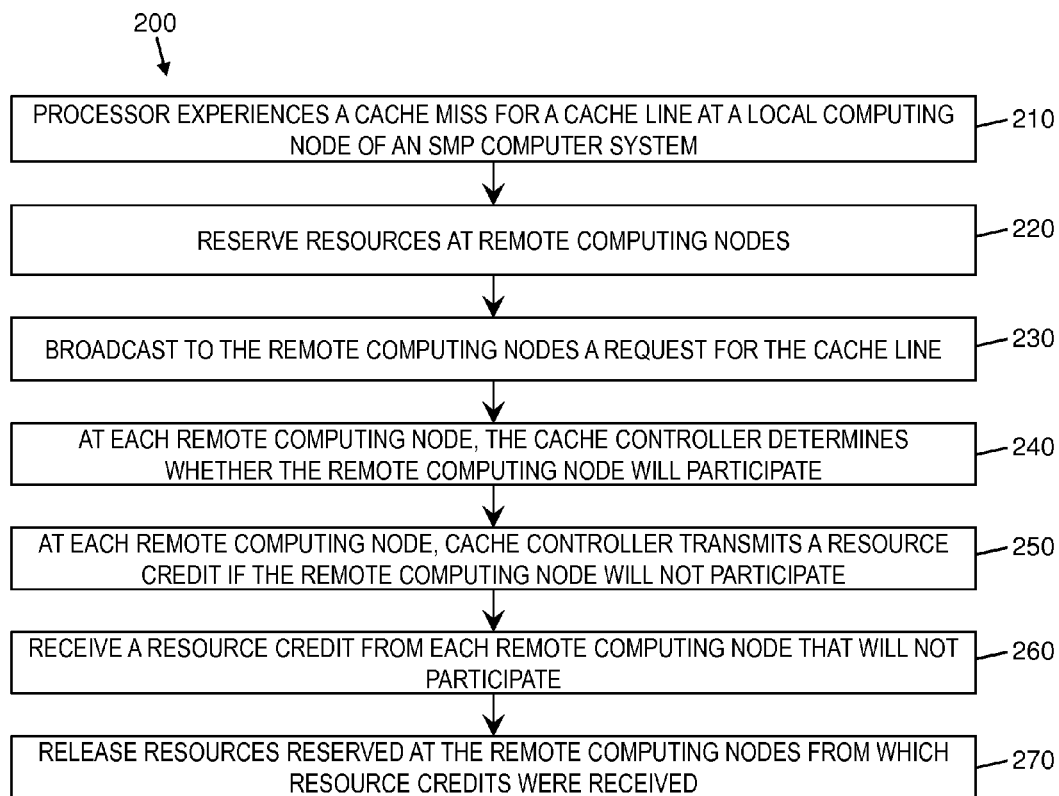 200
PROCESSOR EXPERIENCES A CACHE MISS FOR A CACHE LINE AT A LOCAL COMPUTING
NODE OF AN SMP COMPUTER SYSTEM
210
RESERVE RESOURCES AT REMOTE COMPUTING NODES
220
BROADCAST TO THE REMOTE COMPUTING NODES A REQUEST FOR THE CACHE LINE
230
AT EACH REMOTE COMPUTING NODE, THE CACHE CONTROLLER DETERMINES
WHETHER THE REMOTE COMPUTING NODE WILL PARTICIPATE
240
AT EACH REMOTE COMPUTING NODE, CACHE CONTROLLER TRANSMITS A RESOURCE
CREDIT IF THE REMOTE COMPUTING NODE WILL NOT PARTICIPATE
250
RECEIVE A RESOURCE CREDIT FROM EACH REMOTE COMPUTING NODE THAT WILL NOT
PARTICIPATE
260
RELEASE RESOURCES RESERVED AT THE REMOTE COMPUTING NODES FROM WHICH
RESOURCE CREDITS WERE RECEIVED
270